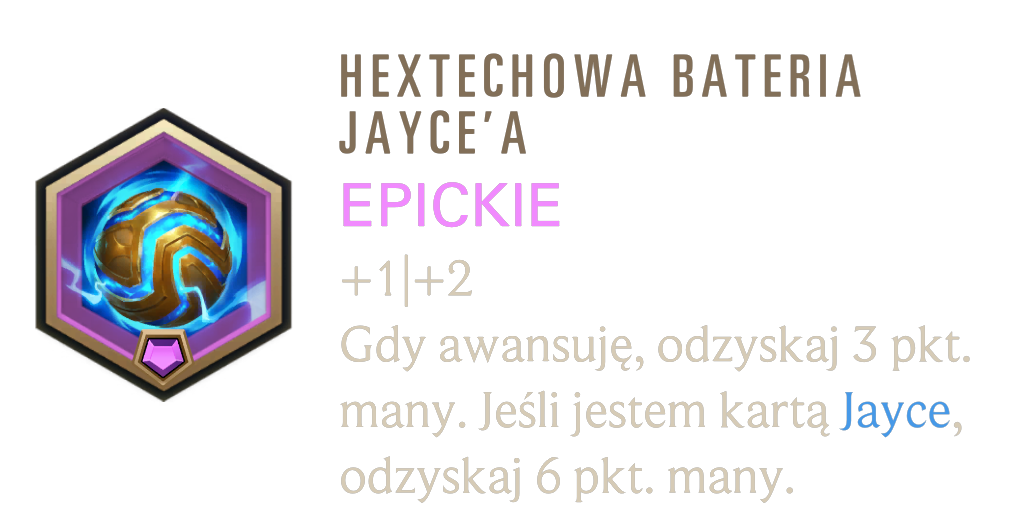 HEXTECHOWA BATERIA
JAYCE’A
EPICKIE
+1|+2
Gdy awansuję, odzyskaj 3 pkt.
many. Jeśli jestem kartą Jayce,
odzyskaj 6 pkt. many.